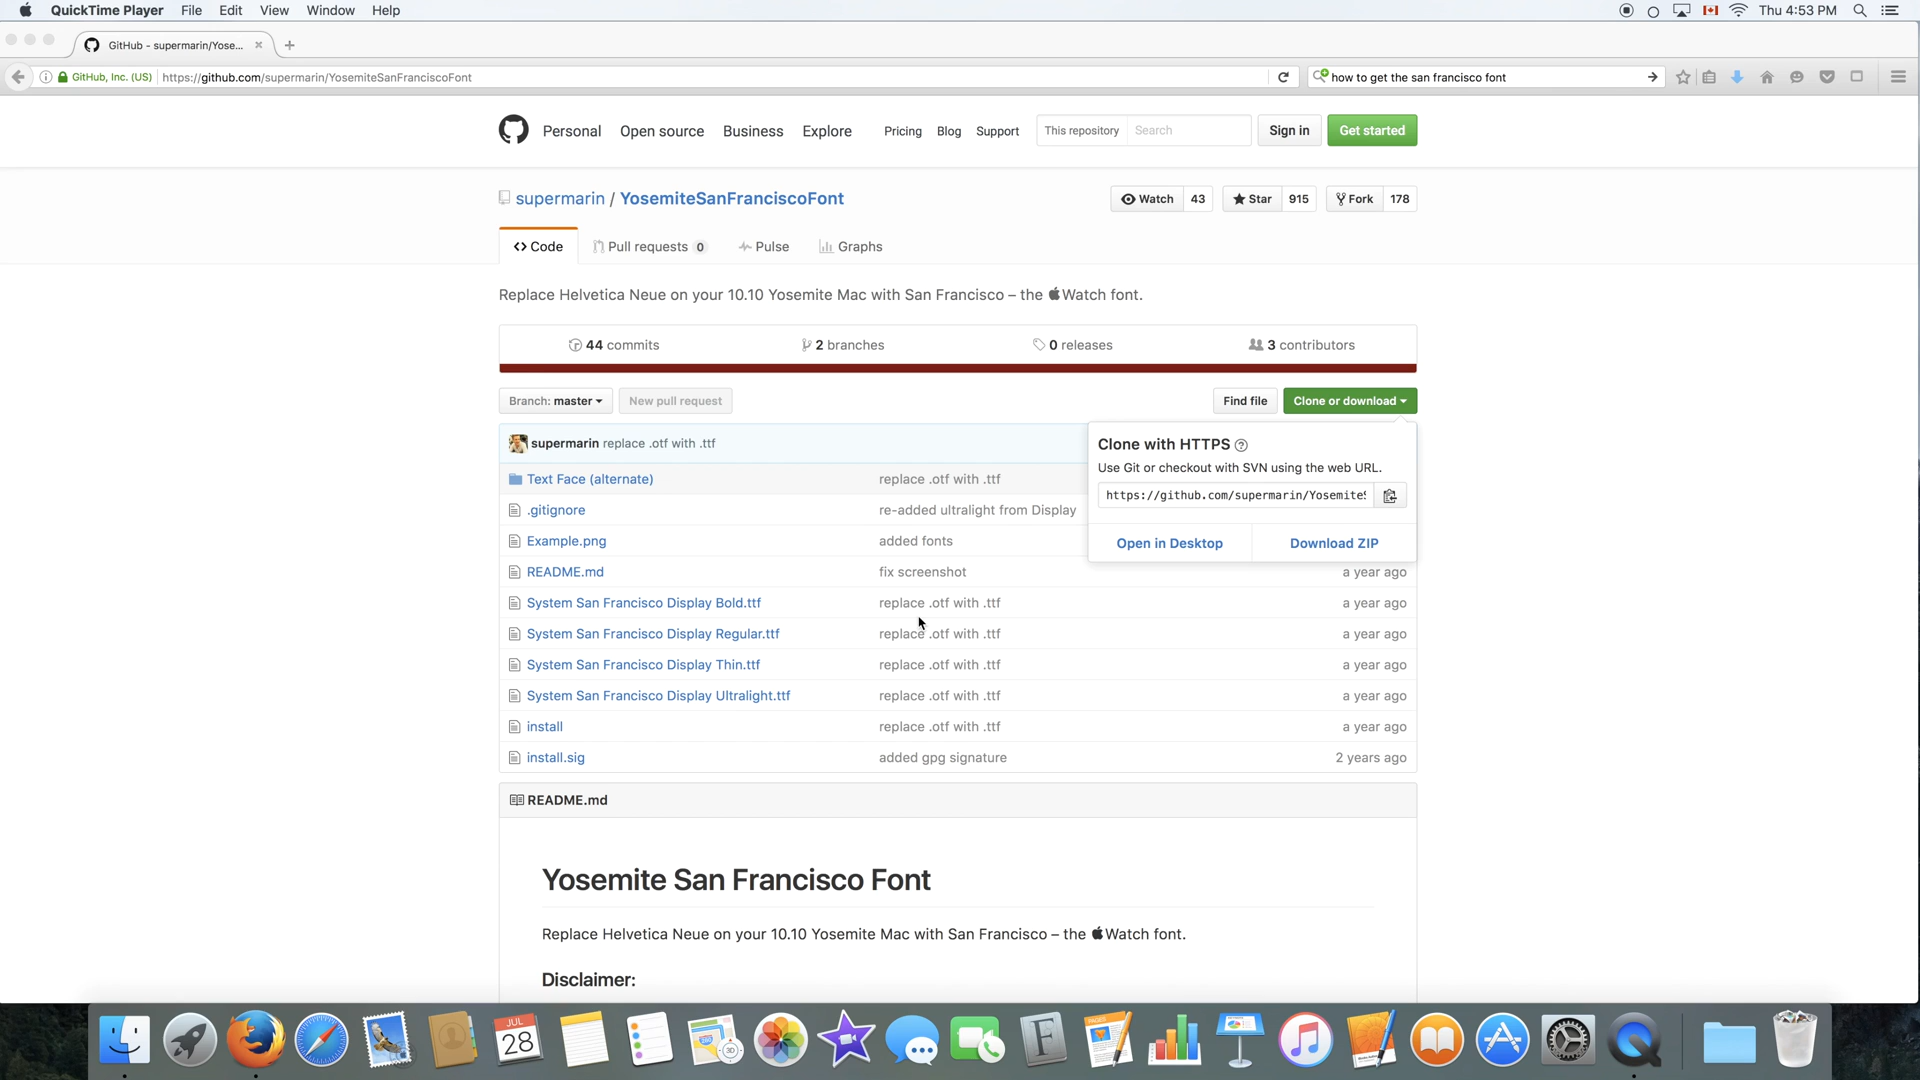 QuickTime Player File Edit View Window Help Thu 4:53 PM
GitHub - supermarin/Yose...
GitHub, Inc. (US) https://github.com/supermarin/YosemiteSanFranciscoFont how to get the san francisco font
Personal Open source Business Explore Pricing Blog Support This repository Search Sign in Get started
supermarin / YosemiteSanFranciscoFont Watch 43 Star 915 Fork 178
Code Pull requests 0 Pulse Graphs
Replace Helvetica Neue on your 10.10 Yosemite Mac with San Francisco – the Watch font.
44 commits 2 branches 0 releases 3 contributors
Branch: master New pull request Find file Clone or download
supermarin replace .otf with .ttf
Clone with HTTPS
Use Git or checkout with SVN using the web URL.
https://github.com/supermarin/YosemiteS
Open in Desktop Download ZIP
Text Face (alternate) replace .otf with .ttf
.gitignore re-added ultralight from Display
Example.png added fonts
README.md fix screenshot a year ago
System San Francisco Display Bold.ttf replace .otf with .ttf a year ago
System San Francisco Display Regular.ttf replace .otf with .ttf a year ago
System San Francisco Display Thin.ttf replace .otf with .ttf a year ago
System San Francisco Display Ultralight.ttf replace .otf with .ttf a year ago
install replace .otf with .ttf a year ago
install.sig added gpg signature 2 years ago
README.md
Yosemite San Francisco Font
Replace Helvetica Neue on your 10.10 Yosemite Mac with San Francisco – the Watch font.
Disclaimer:
JUL
28
280
3D
F
PAGES